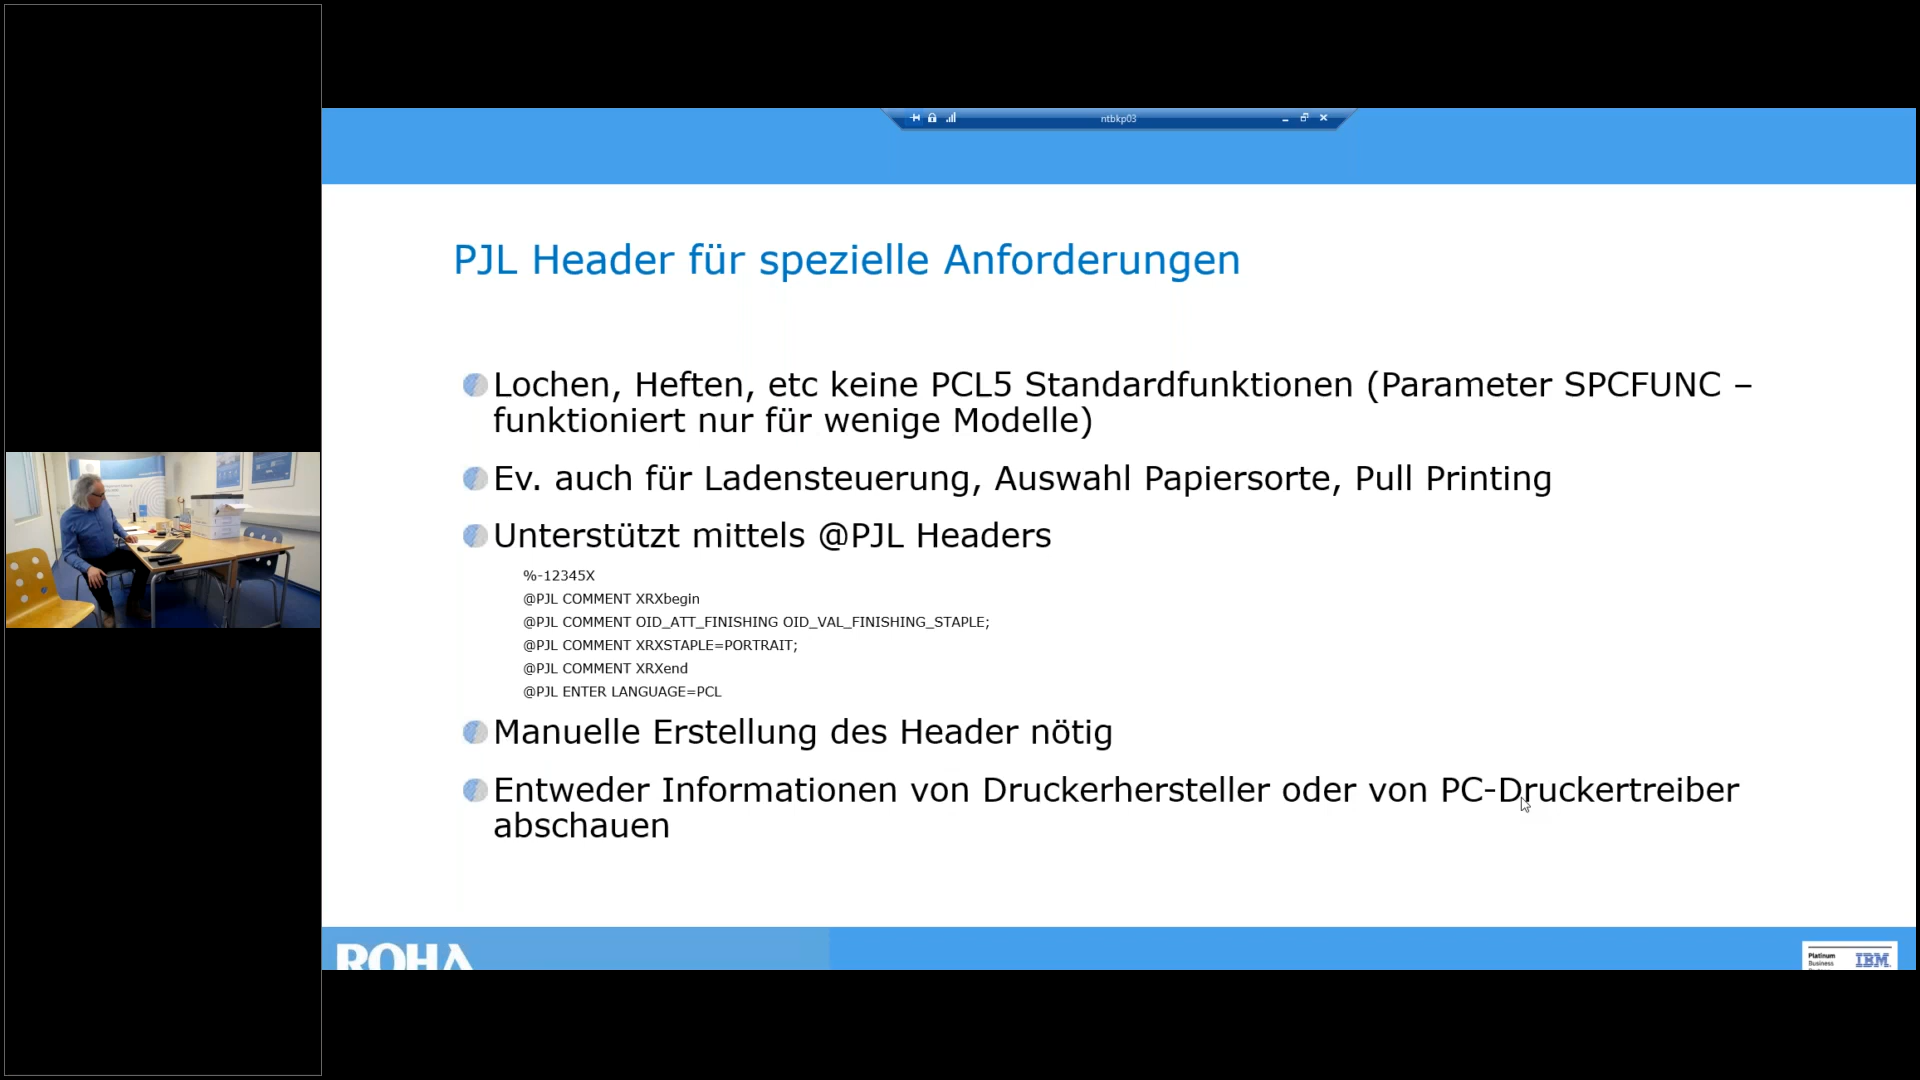 ntbkp03
PJL Header für spezielle Anforderungen
Lochen, Heften, etc keine PCL5 Standardfunktionen (Parameter SPCFUNC –
funktioniert nur für wenige Modelle)
Ev. auch für Ladensteuerung, Auswahl Papiersorte, Pull Printing
Unterstützt mittels @PJL Headers
%-12345X
@PJL COMMENT XRXbegin
@PJL COMMENT OID_ATT_FINISHING OID_VAL_FINISHING_STAPLE;
@PJL COMMENT XRXSTAPLE=PORTRAIT;
@PJL COMMENT XRXend
@PJL ENTER LANGUAGE=PCL
Manuelle Erstellung des Header nötig
Entweder Informationen von Druckerhersteller oder von PC-Druckertreiber
abschauen
ROHA
Platinum
Business
IBM